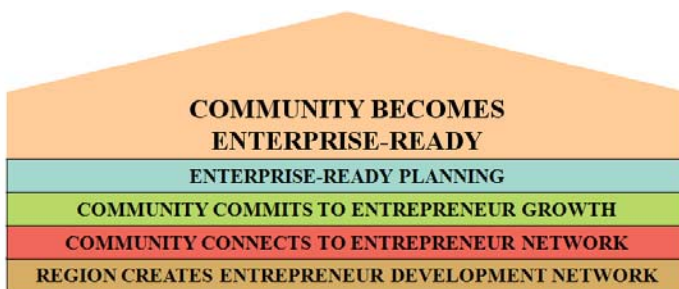 COMMUNITY BECOMES
ENTERPRISE-READY
ENTERPRISE-READY PLANNING
COMMUNITY COMMITS TO ENTREPRENEUR GROWTH
COMMUNITY CONNECTS TO ENTREPRENEUR NETWORK
REGION CREATES ENTREPRENEUR DEVELOPMENT NETWORK